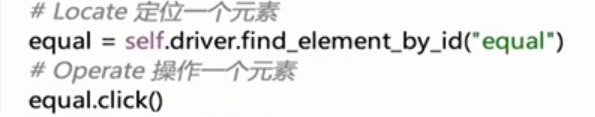 # Locate 定位一个元素
equal = self.driver.find_element_by_id("equal")
# Operate 操作一个元素
equal.click()